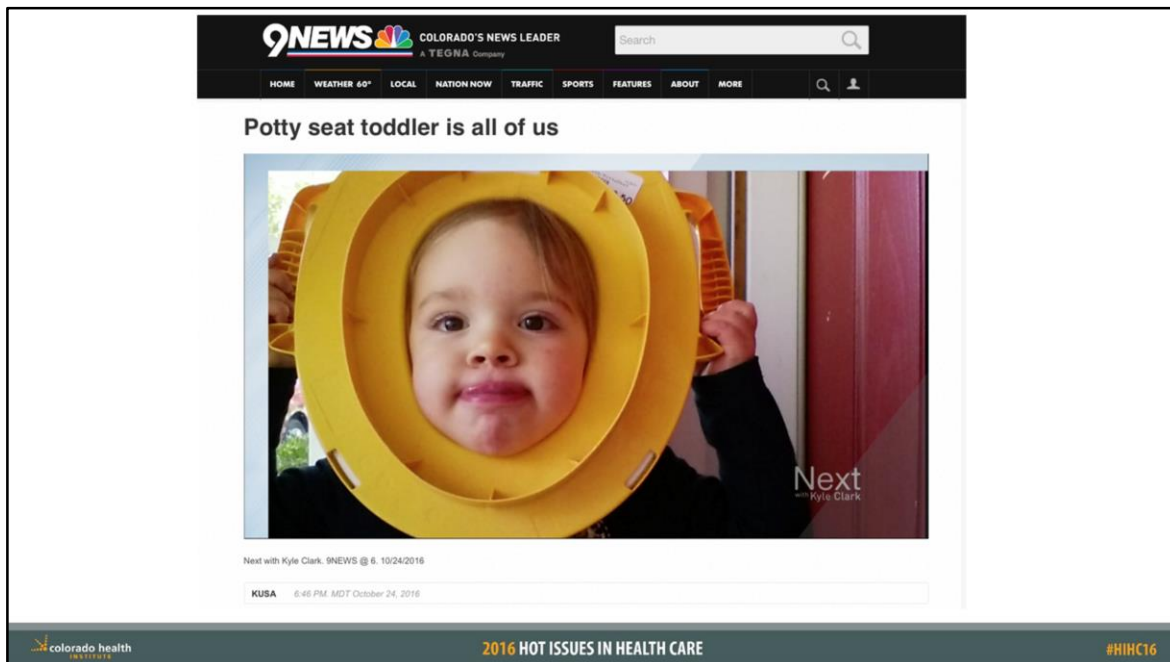 9NEWS
COLORADO'S NEWS LEADER
A TEGNA Company
Search
HOME WEATHER 60° LOCAL NATION NOW TRAFFIC SPORTS FEATURES ABOUT MORE
Potty seat toddler is all of us
Next
with Kyle Clark
Next with Kyle Clark. 9NEWS @ 6. 10/24/2016
KUSA 6:46 PM. MDT October 24, 2016
colorado health
INSTITUTE
2016 HOT ISSUES IN HEALTH CARE
#HIHC16